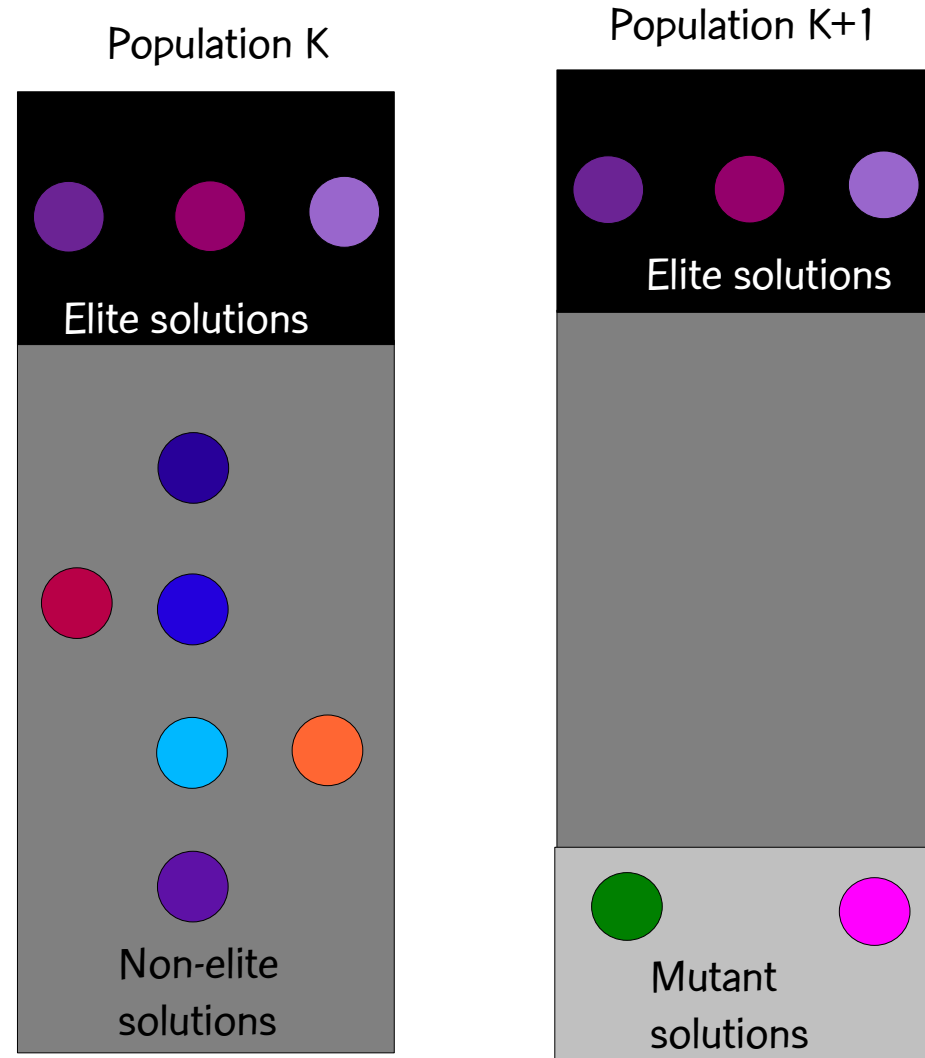 Population K
Population K+1
Elite solutions
Elite solutions
Non-elite
solutions
Mutant
solutions